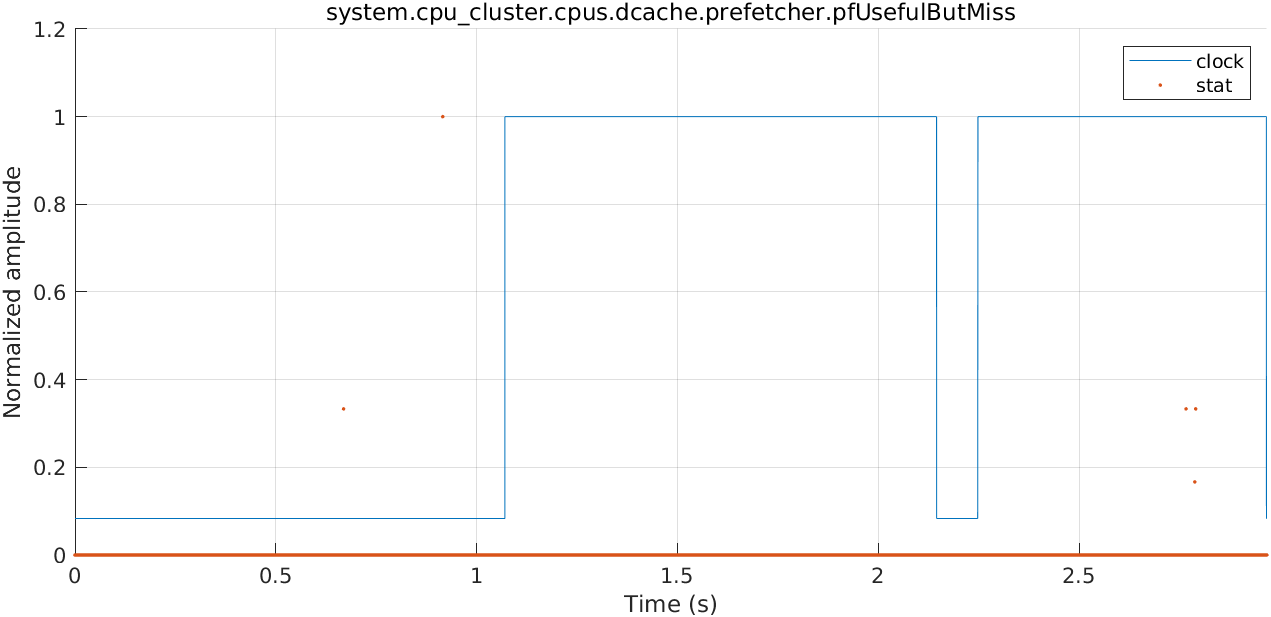 system.cpu_cluster.cpus.dcache.prefetcher.pfUsefulButMiss
1.2
1
0.8
0.6
0.4
0.2
0
Normalized amplitude
clock
stat
0 0.5 1 1.5 2 2.5
Time (s)